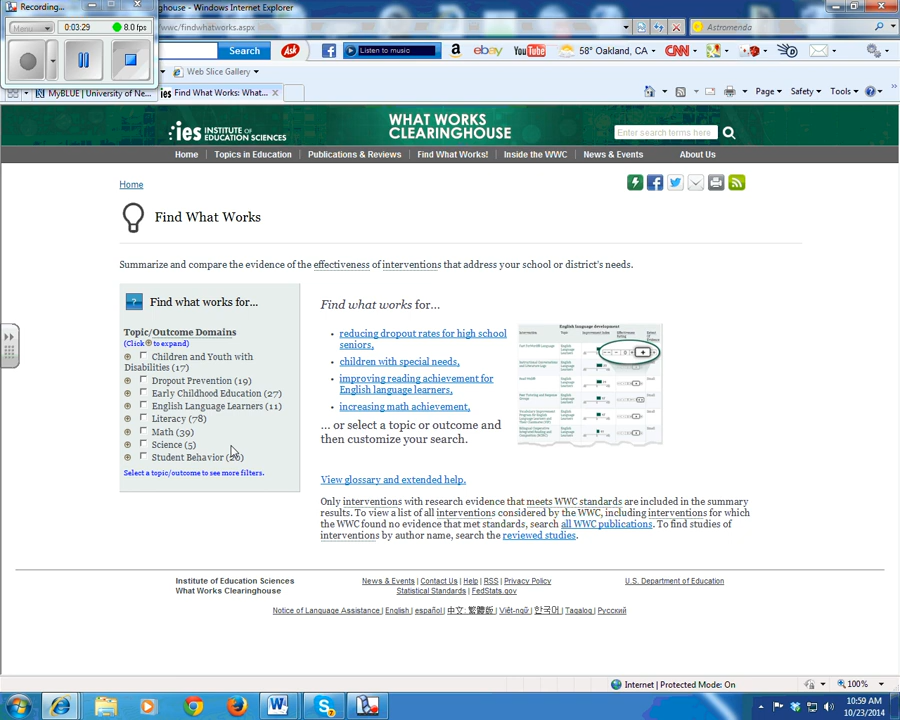 Recording...
ghouse - Windows Internet Explorer
Menu
0:03:29
8.0 fps
wwc/findwhatworks.aspx
Astromenda
Search
Ask
Listen to music
a
ebay
YouTube
58° Oakland, CA
CNN
Web Slice Gallery
MyBLUE | University of Ne...
ies Find What Works: What...
Page
Safety
Tools
ies INSTITUTE OF EDUCATION SCIENCES
WHAT WORKS
CLEARINGHOUSE
Enter search terms here
Home
Topics in Education
Publications & Reviews
Find What Works!
Inside the WWC
News & Events
About Us
Home
Find What Works
Summarize and compare the evidence of the effectiveness of interventions that address your school or district's needs.
? Find what works for...
Topic/Outcome Domains
(Click to expand)
Children and Youth with
Disabilities (17)
Dropout Prevention (19)
Early Childhood Education (27)
English Language Learners (11)
Literacy (78)
Math (39)
Science (5)
Student Behavior
Select a topic/outcome to see more filters.
Find what works for...
reducing dropout rates for high school
seniors,
children with special needs,
improving reading achievement for
English language learners,
increasing math achievement,
... or select a topic or outcome and
then customize your search.
English language development
View glossary and extended help.
Only interventions with research evidence that meets WWC standards are included in the summary
results. To view a list of all interventions considered by the WWC, including interventions for which
the WWC found no evidence that met standards, search all WWC publications. To find studies of
interventions by author name, search the reviewed studies.
Institute of Education Sciences
What Works Clearinghouse
News & Events | Contact Us | Help | RSS | Privacy Policy
Statistical Standards | FedStats.gov
U.S. Department of Education
Notice of Language Assistance | English | español | 中文: 繁體版 | Việt-ngữ | 한국어 | Tagalog | Русский
Internet | Protected Mode: On
100%
10:59 AM
10/23/2014